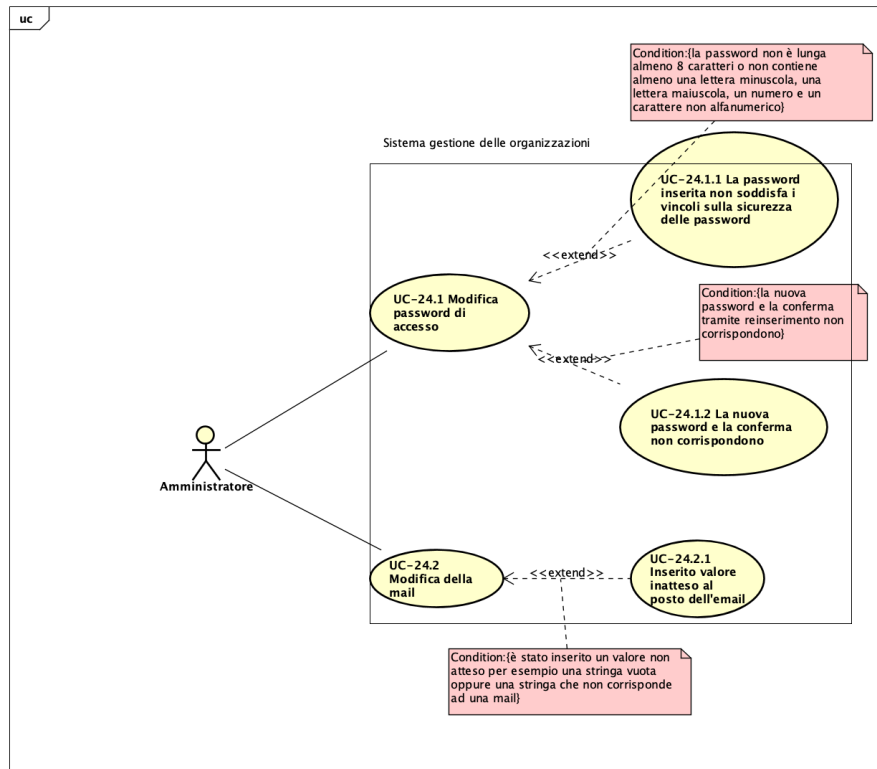 uc
Condition:{la password non è lunga
almeno 8 caratteri o non contiene
almeno una lettera minuscola, una
lettera maiuscola, un numero e un
carattere non alfanumerico}
Sistema gestione delle organizzazioni
UC-24.1.1 La password
inserita non soddisfa i
vincoli sulla sicurezza
delle password
<<extend>>
UC-24.1 Modifica
password di
accesso
Condition:{la nuova
password e la conferma
tramite reinserimento non
corrispondono}
<<extend>>
UC-24.1.2 La nuova
password e la conferma
non corrispondono
Amministratore
UC-24.2
Modifica della
mail
<<extend>>
UC-24.2.1
Inserito valore
inatteso al
posto dell'email
Condition:{è stato inserito un valore non
atteso per esempio una stringa vuota
oppure una stringa che non corrisponde
ad una mail}